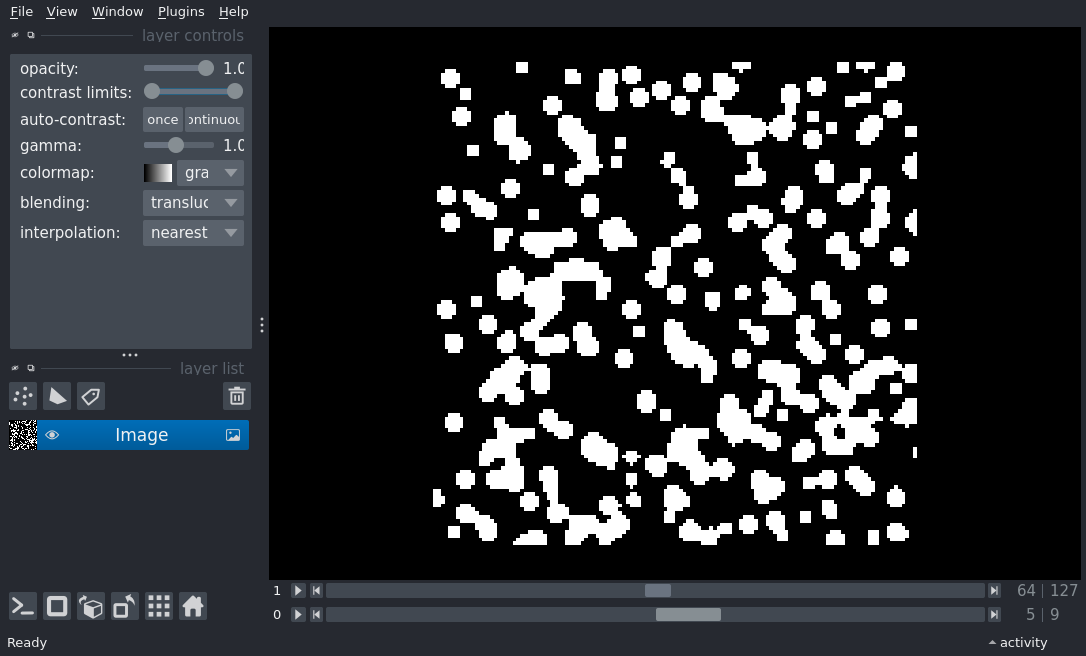 File View Window Plugins Help
layer controls
opacity: 1.0
contrast limits:
auto-contrast: once ontinuou
gamma: 1.0
colormap: gra
blending: transluc
interpolation: nearest
layer list
Image
1 64 127
0 5 9
Ready activity